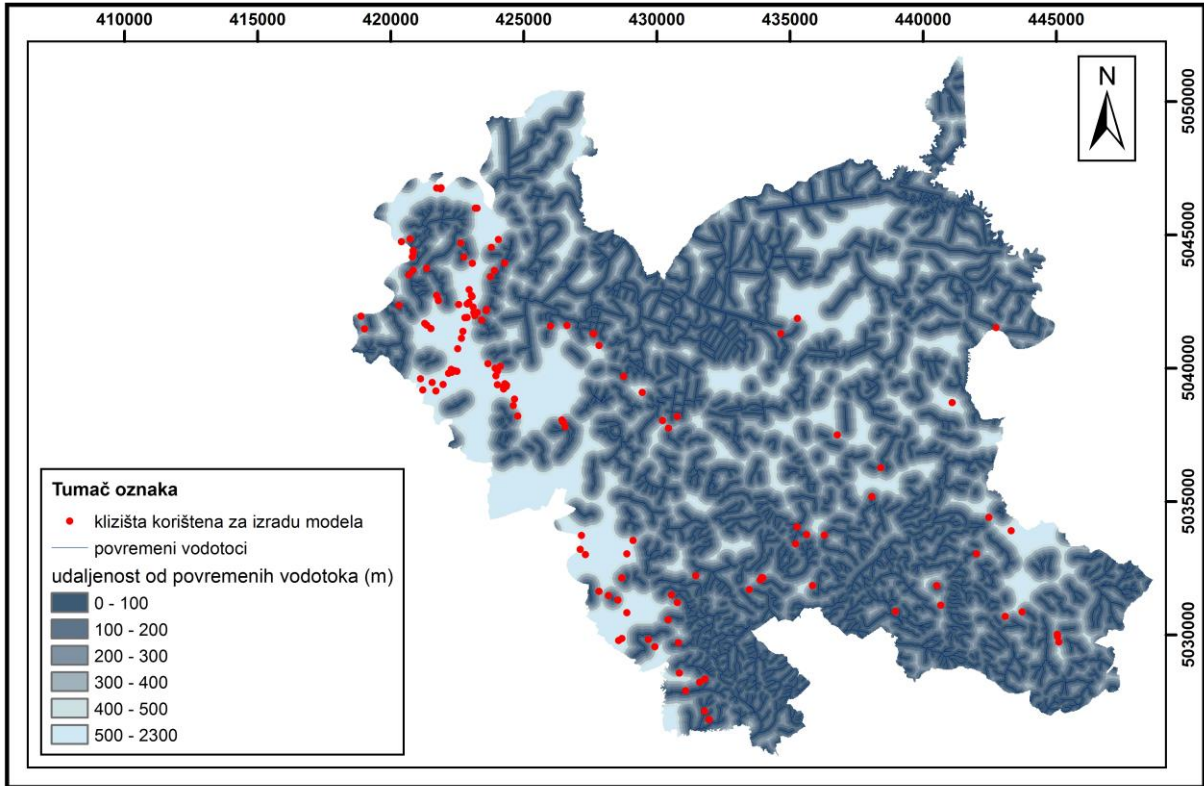 410000 415000 420000 425000 430000 435000 440000 445000
N
5050000
5045000
5040000
5035000
5030000
Tumač oznaka
klizišta korištena za izradu modela
povremeni vodotoci
udaljenost od povremenih vodotoka (m)
0 - 100
100 - 200
200 - 300
300 - 400
400 - 500
500 - 2300